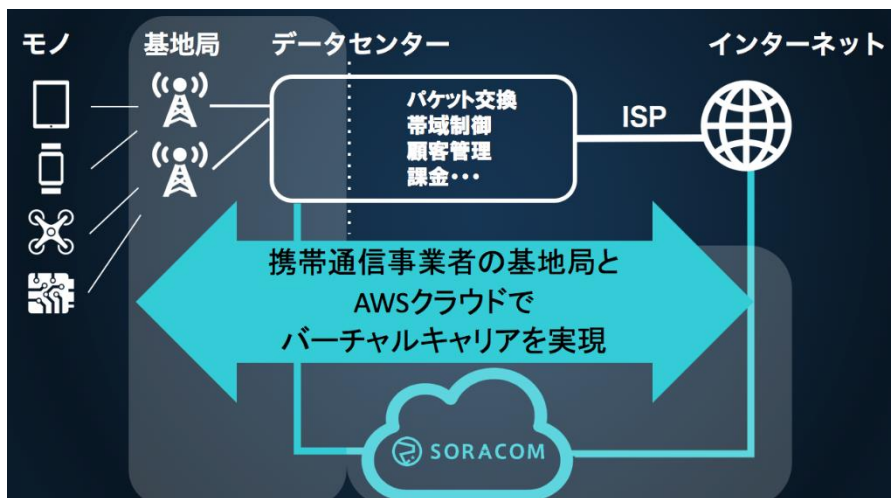 モノ
基地局
データセンター
インターネット
パケット交換
帯域制御
顧客管理
課金･･･
ISP
携帯通信事業者の基地局と
AWSクラウドで
バーチャルキャリアを実現
SORACOM